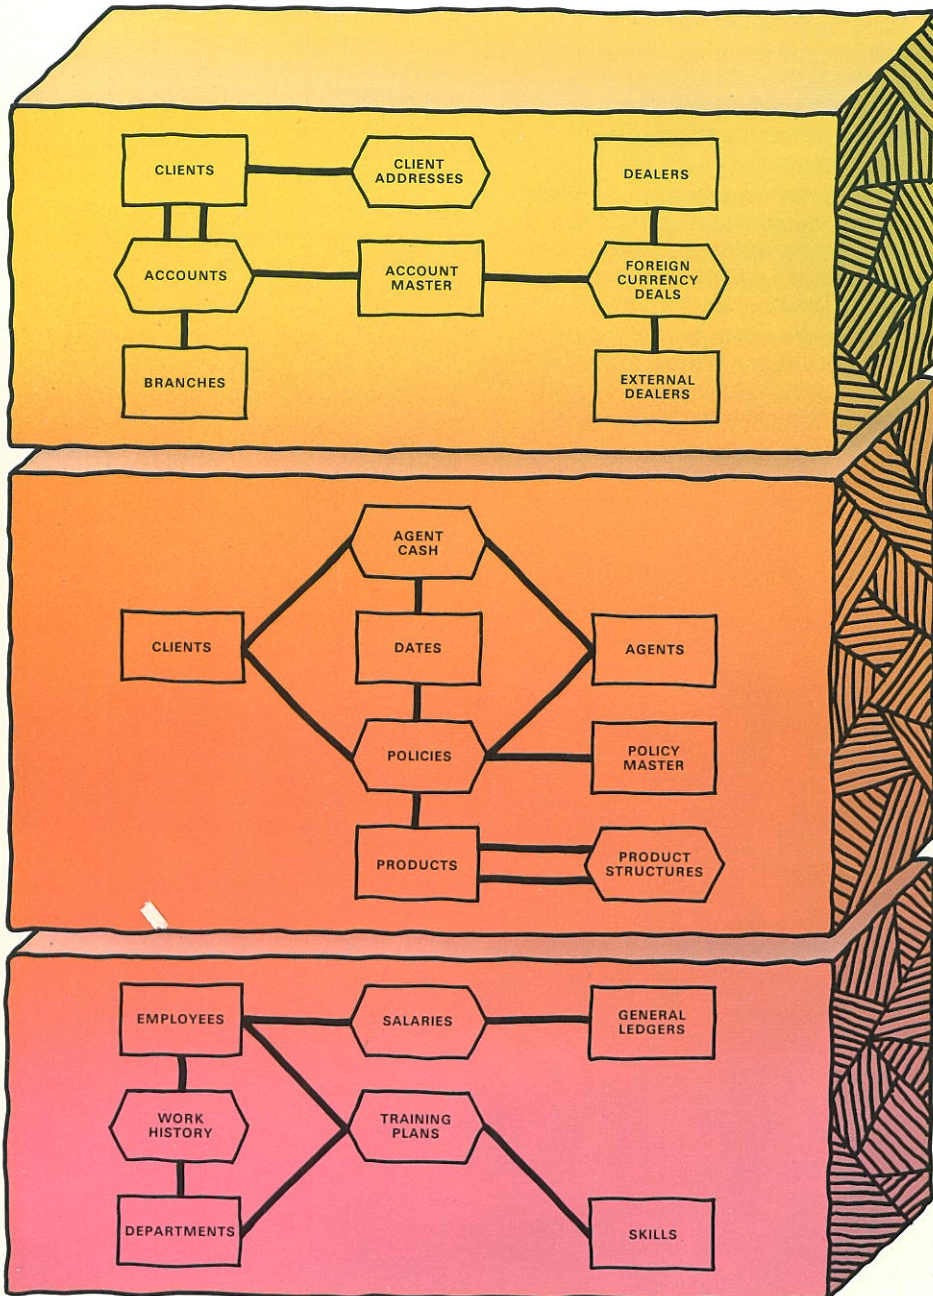 CLIENTS
CLIENT
ADDRESSES
DEALERS
ACCOUNTS
ACCOUNT
MASTER
FOREIGN
CURRENCY
DEALS
BRANCHES
EXTERNAL
DEALERS
AGENT
CASH
CLIENTS
DATES
AGENTS
POLICIES
POLICY
MASTER
PRODUCTS
PRODUCT
STRUCTURES
EMPLOYEES
SALARIES
GENERAL
LEDGERS
WORK
HISTORY
TRAINING
PLANS
DEPARTMENTS
SKILLS